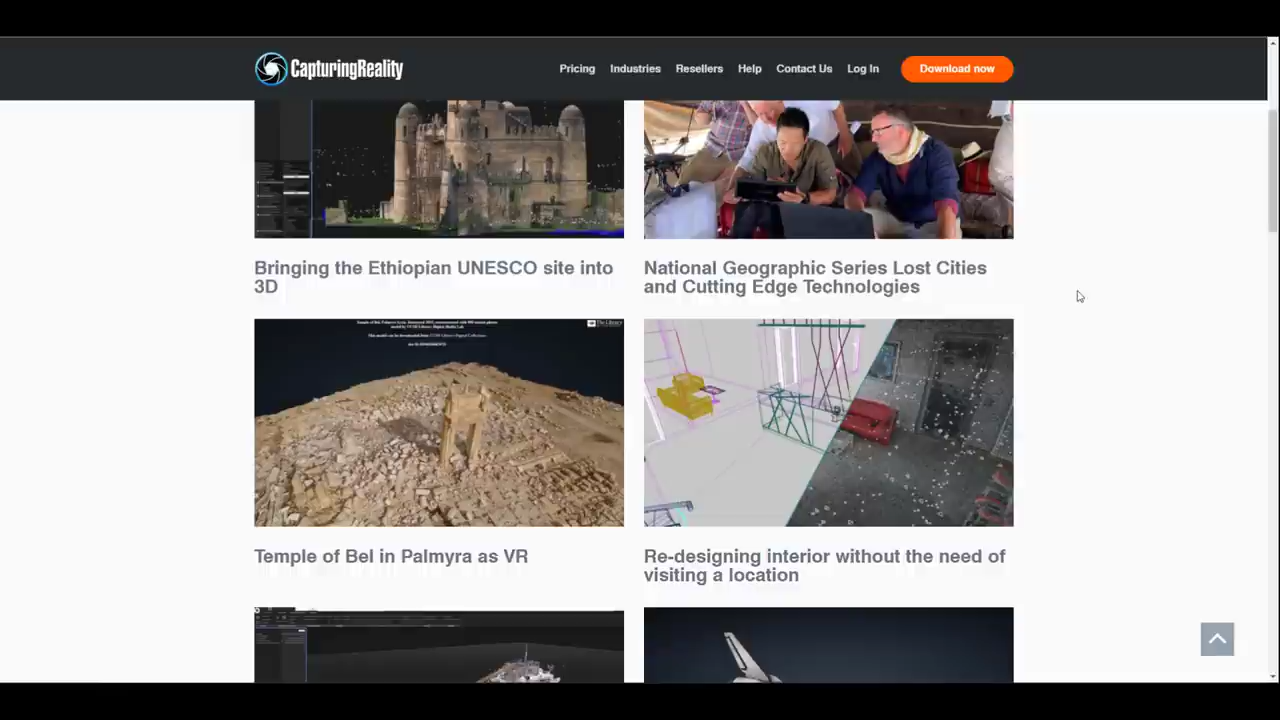 CapturingReality
Pricing Industries Resellers Help Contact Us Log In Download now
Bringing the Ethiopian UNESCO site into
3D
National Geographic Series Lost Cities
and Cutting Edge Technologies
Temple of Bel in Palmyra as VR
Re-designing interior without the need of
visiting a location